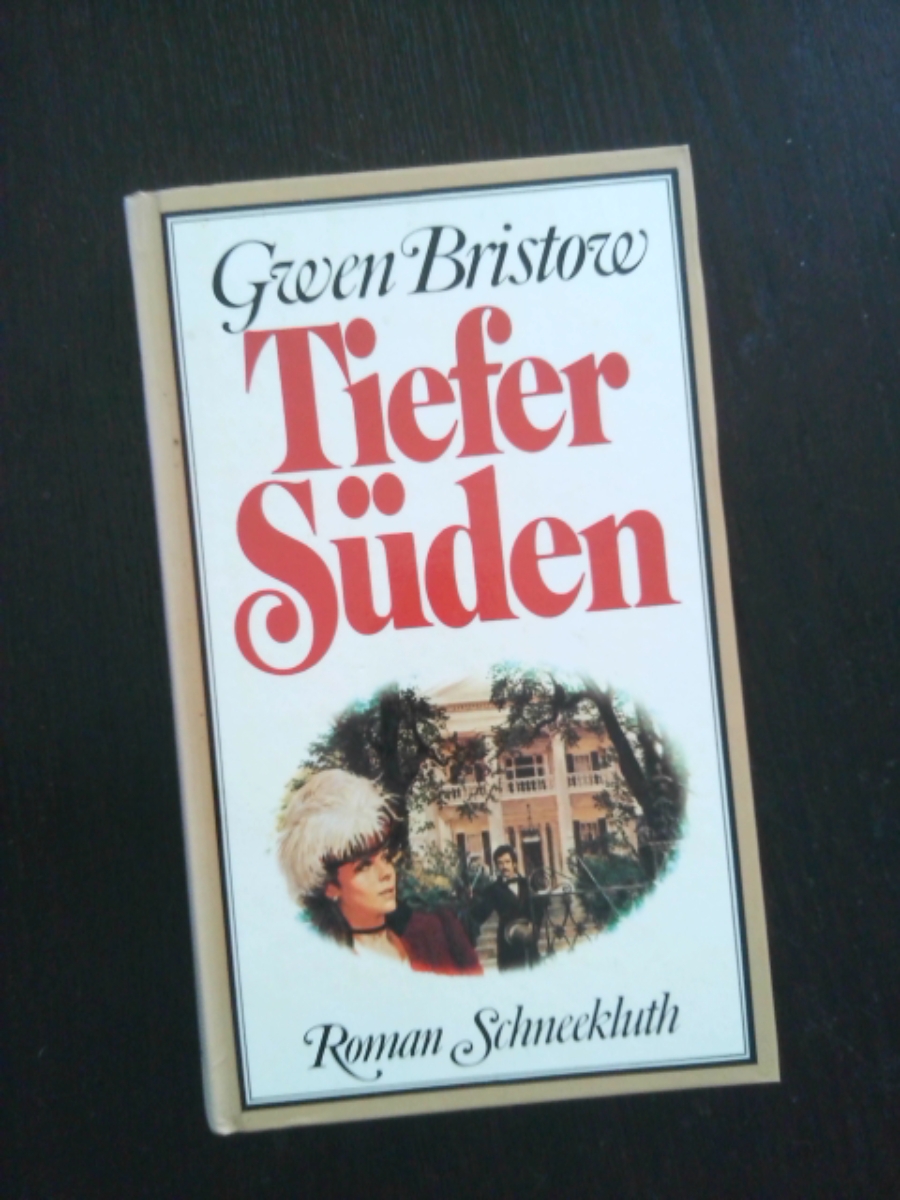 Gwen Bristow
Tiefer
Süden
Roman Schneekluth